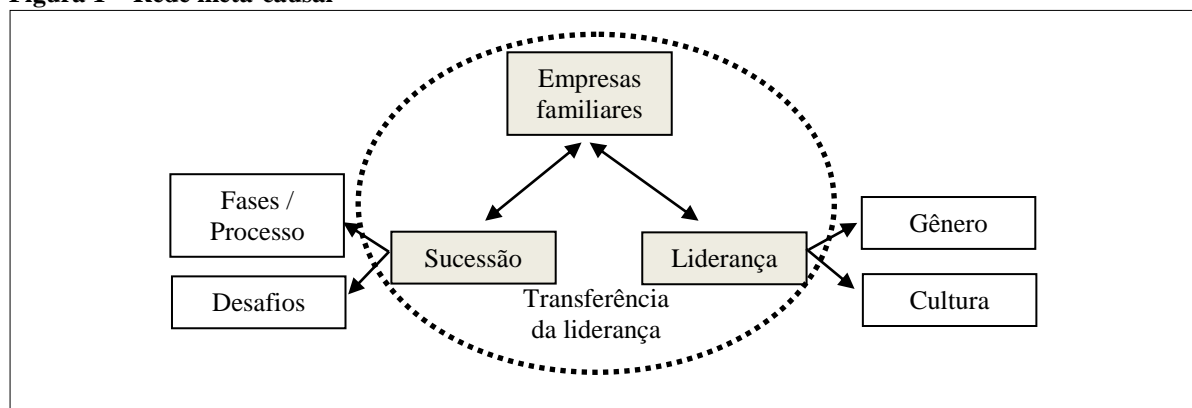 Figura 1 – Rede meta-causal
Empresas
familiares
Fases /
Processo
Desafios
Sucessão
Liderança
Transferência
da liderança
Gênero
Cultura